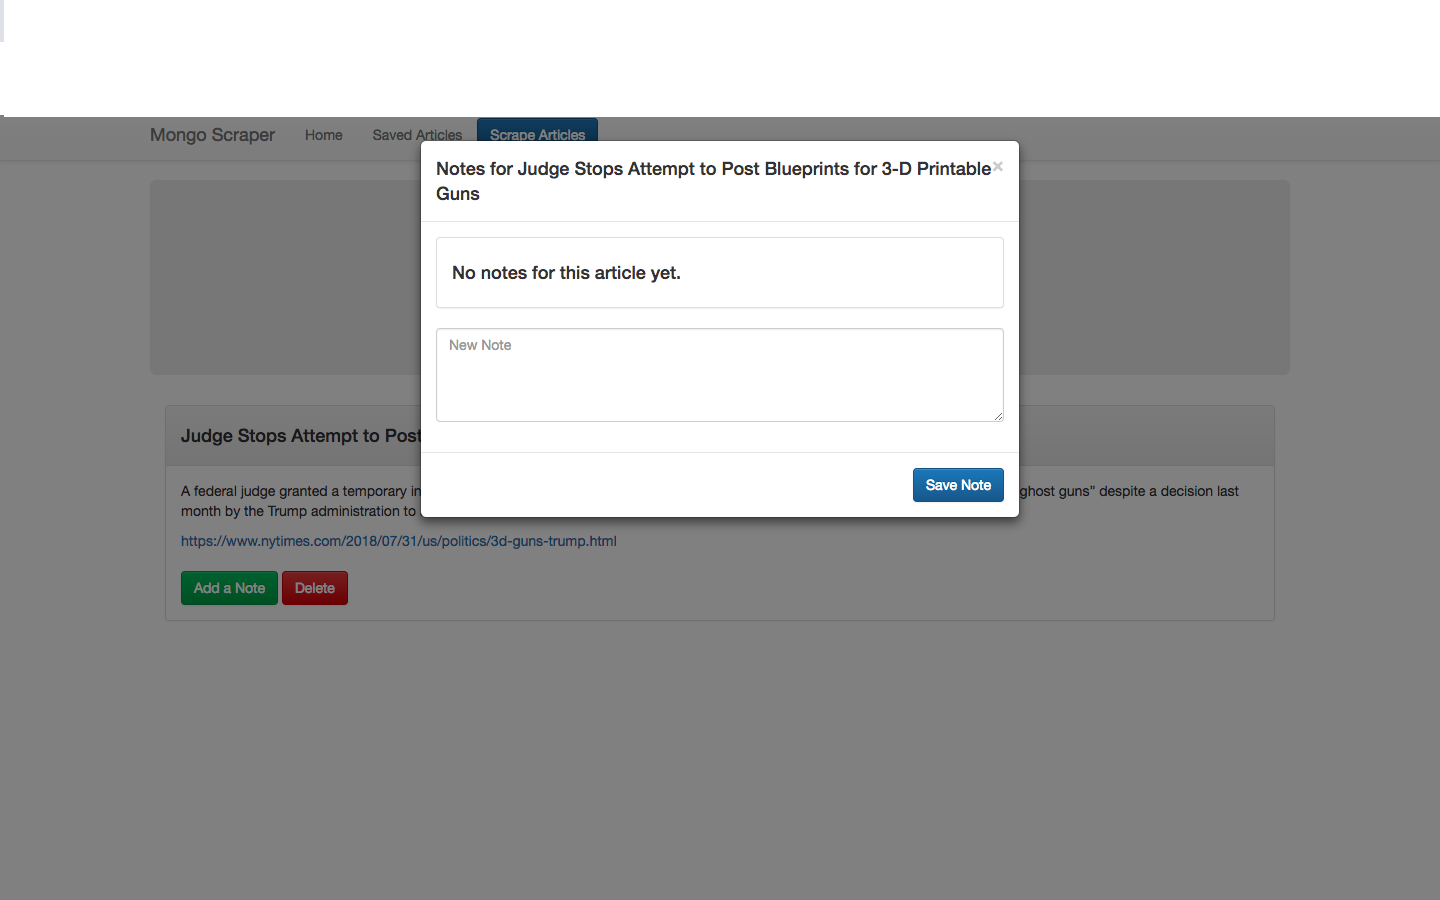 Mongo Scraper Home Saved Articles Scrape Articles
Notes for Judge Stops Attempt to Post Blueprints for 3-D Printable ×
Guns
No notes for this article yet.
New Note
Save Note
Judge Stops Attempt to Post
A federal judge granted a temporary in
ghost guns" despite a decision last
month by the Trump administration to
https://www.nytimes.com/2018/07/31/us/politics/3d-guns-trump.html
Add a Note Delete